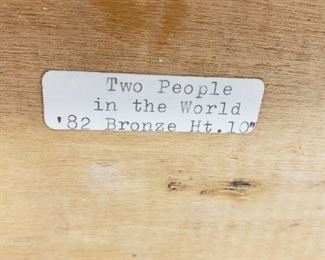 Two People
in the World
'82 Bronze Ht.10"